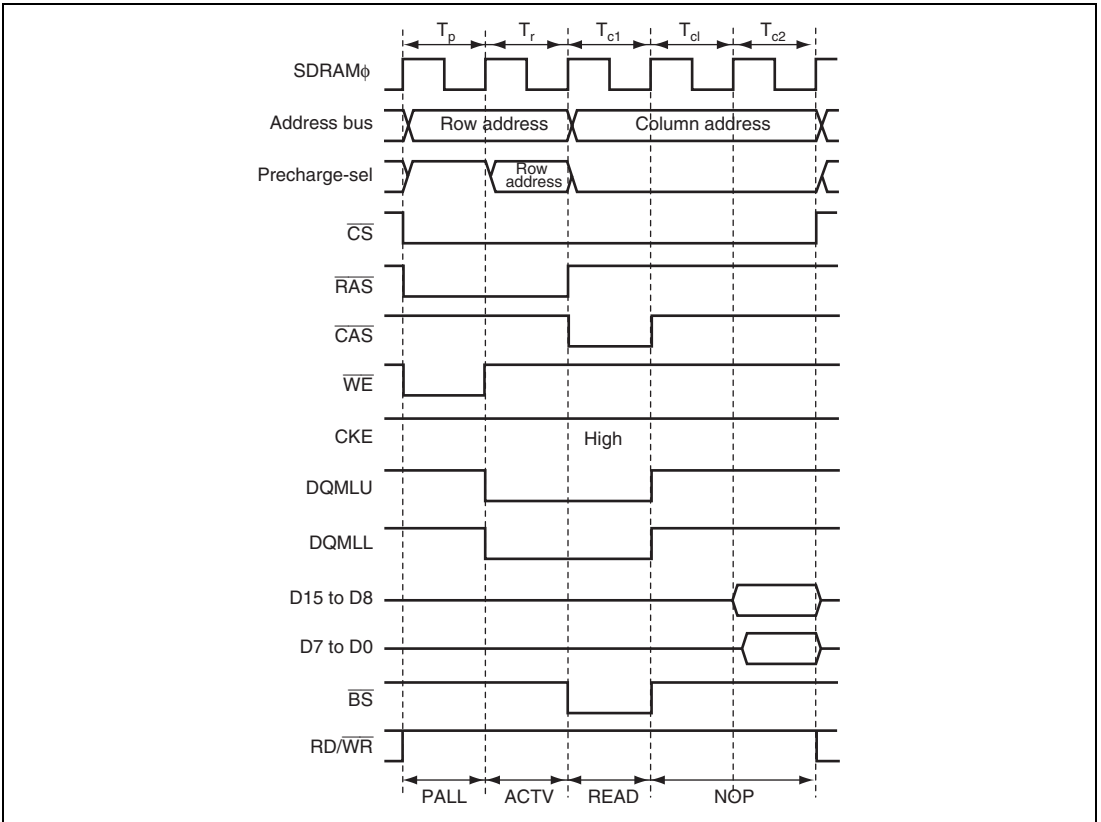 Tp Tr Tc1 Tcl Tc2
SDRAMϕ
Address bus Row address Column address
Precharge-sel Row address
CS
RAS
CAS
WE
CKE High
DQMLU
DQMLL
D15 to D8
D7 to D0
BS
RD/WR
PALL ACTV READ NOP